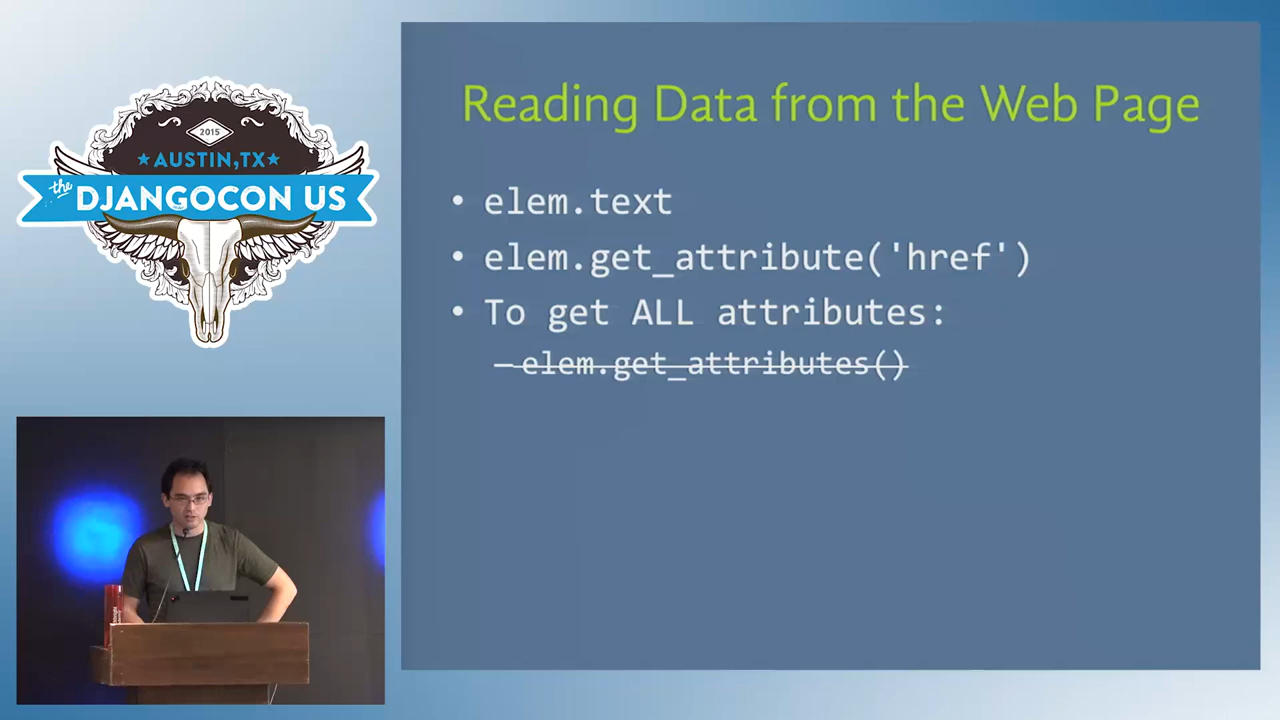 2015
★AUSTIN,TX★
the DJANGOCON US
Reading Data from the Web Page
• elem.text
• elem.get_attribute('href')
• To get ALL attributes:
—elem.get_attributes()